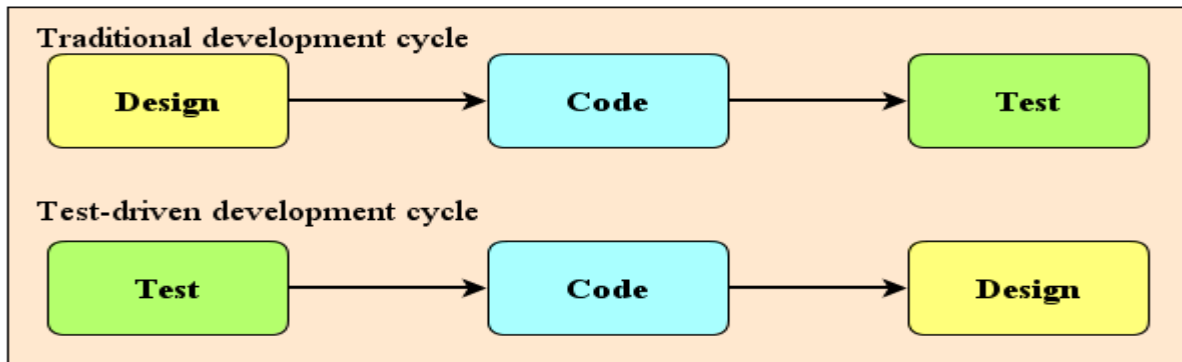 Traditional development cycle
Design Code Test
Test-driven development cycle
Test Code Design